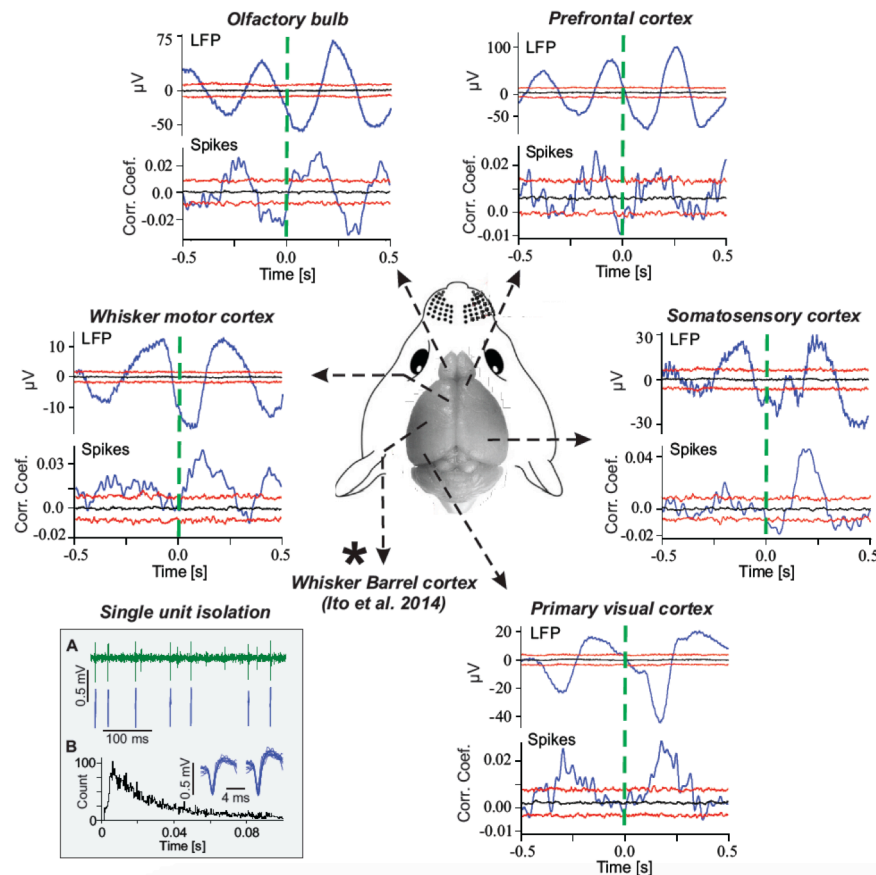 Olfactory bulb
LFP
75
0
-50
µV
Spikes
0.02
0.0
-0.02
Corr. Coef.
-0.5
0.0
0.5
Time [s]
Prefrontal cortex
LFP
100
0
-50
µV
Spikes
0.02
0.0
-0.01
Corr. Coef.
-0.5
0.0
0.5
Time [s]
Whisker motor cortex
LFP
10
0
-10
µV
Spikes
0.03
0.0
-0.02
Corr. Coef.
-0.5
0.0
0.5
Time [s]
Somatosensory cortex
LFP
30
0
-30
µV
Spikes
0.04
0.0
-0.02
Corr. Coef.
-0.5
0.0
0.5
Time [s]
*
Whisker Barrel cortex
(Ito et al. 2014)
Single unit isolation
A
0.5 mV
100 ms
B
100
0
Count
0.5 mV
4 ms
0.04
0.08
Time [s]
Primary visual cortex
LFP
20
0
-20
-40
µV
Spikes
0.02
0.00
-0.01
Corr. Coef.
-0.5
0.0
0.5
Time [s]